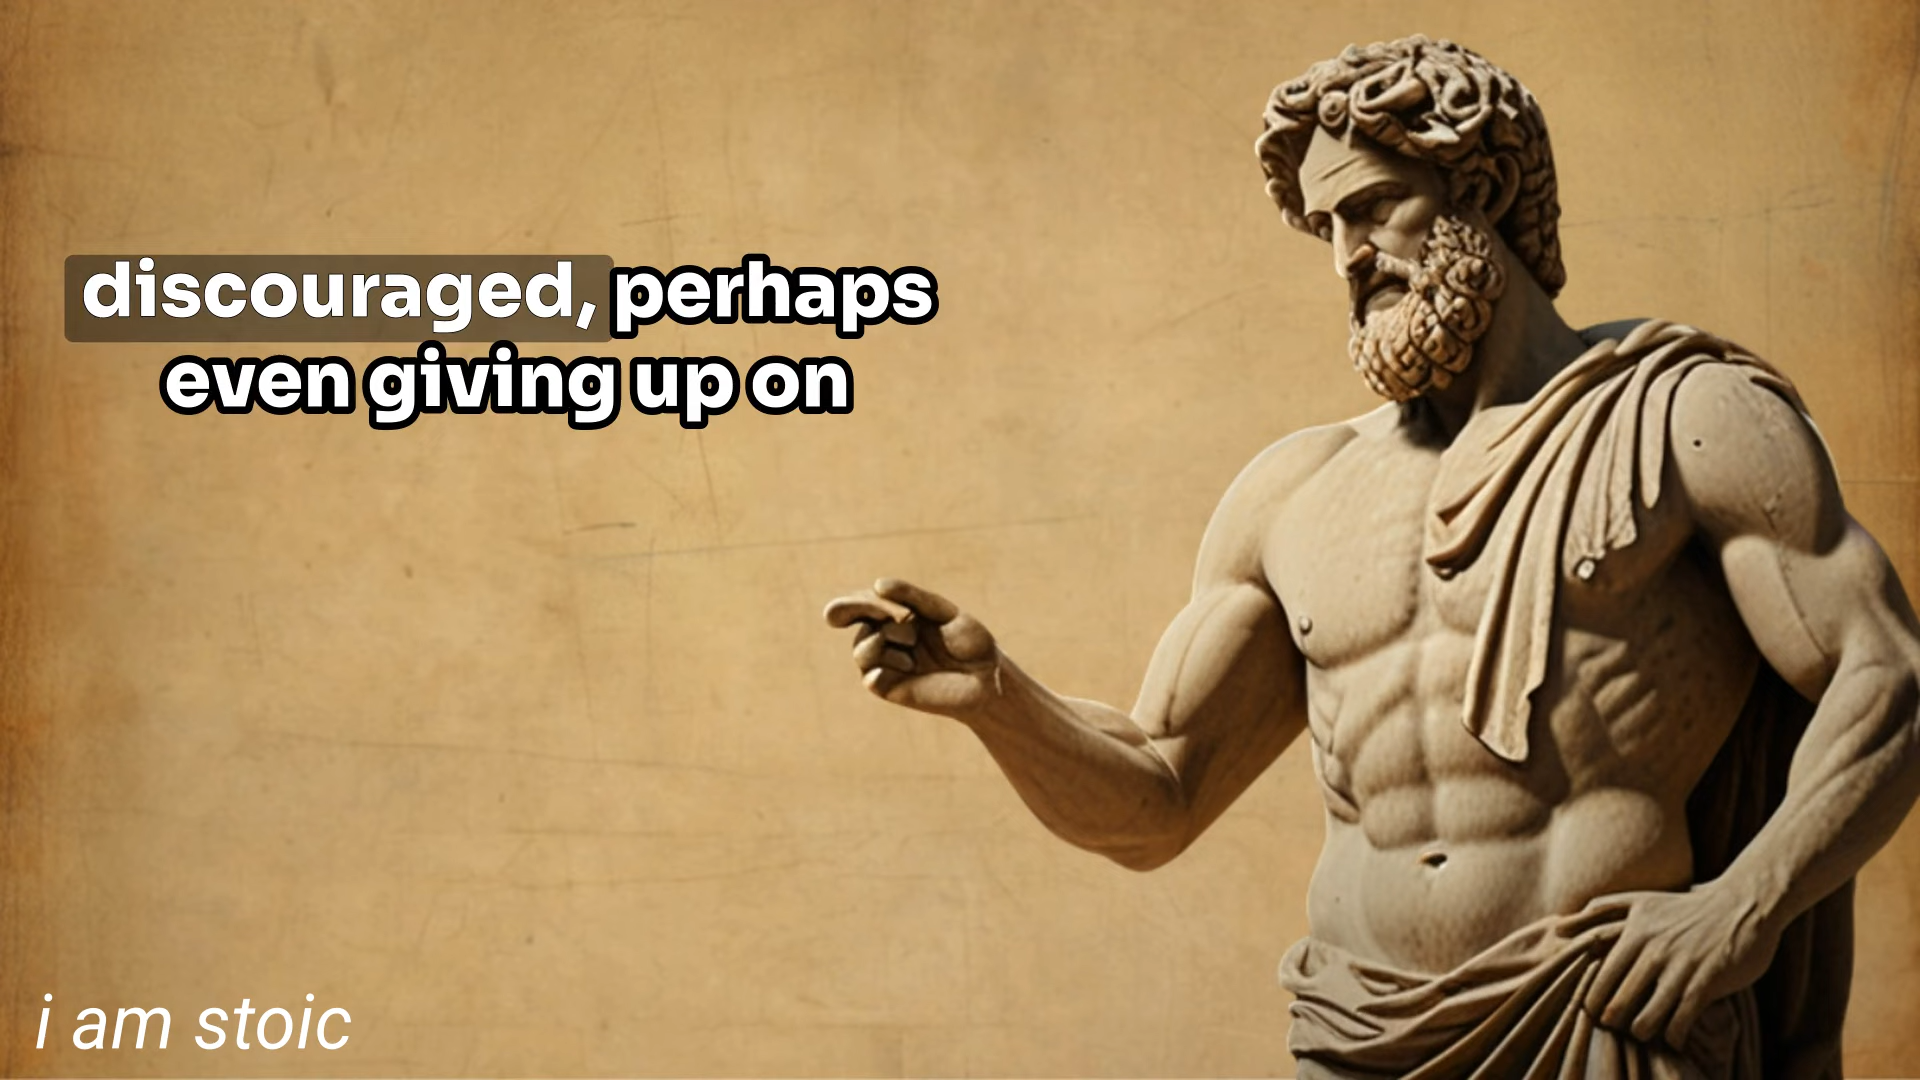 discouraged, perhaps
even giving up on
i am stoic